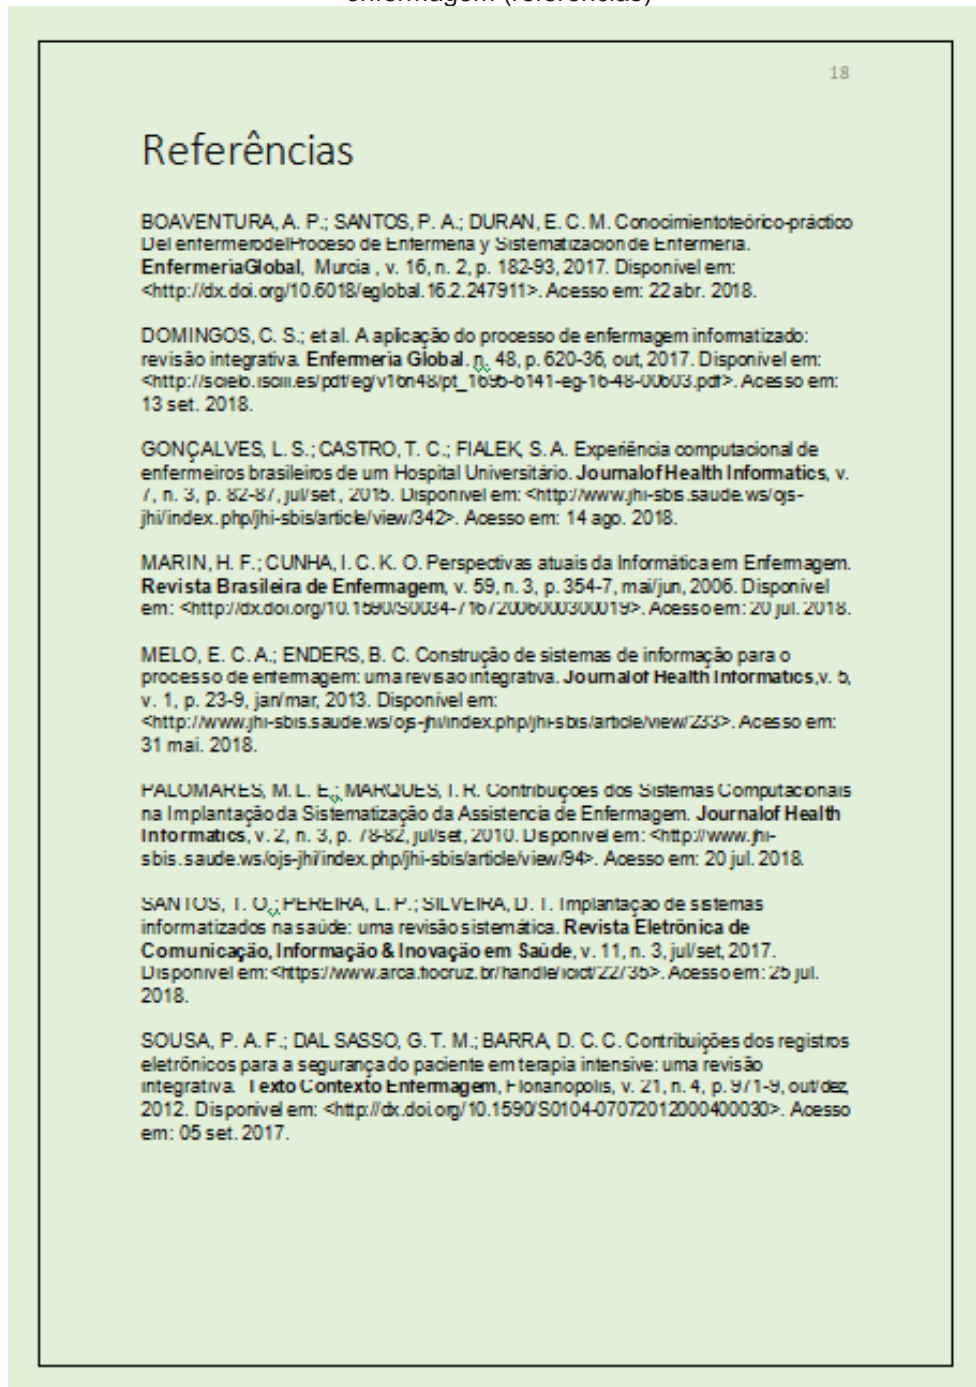 enfermagem (referências)
18
Referências
BOAVENTURA, A. P.; SANTOS, P. A.; DURAN, E. C. M. Conocimientoteórico-práctico
Del enfermerodelProceso de Enfermería y Sistematización de Enfermería.
EnfermeriaGlobal, Murcia , v. 16, n. 2, p. 182-93, 2017. Disponível em:
<http://dx.doi.org/10.6018/eglobal.16.2.247911>. Acesso em: 22 abr. 2018.
DOMINGOS, C. S.; et al. A aplicação do processo de enfermagem informatizado:
revisão integrativa. Enfermeria Global. n. 48, p. 620-36, out, 2017. Disponível em:
<http://scielo.isciii.es/pdf/eg/v16n48/pt_1695-6141-eg-16-48-00603.pdf>. Acesso em:
13 set. 2018.
GONÇALVES, L. S.; CASTRO, T. C.; FIALEK, S. A. Experiência computacional de
enfermeiros brasileiros de um Hospital Universitário. Journalof Health Informatics, v.
7, n. 3, p. 82-87, jul/set , 2015. Disponível em: <http://www.jhi-sbis.saude.ws/ojs-
jhi/index.php/jhi-sbis/article/view/342>. Acesso em: 14 ago. 2018.
MARIN, H. F.; CUNHA, I. C. K. O. Perspectivas atuais da Informática em Enfermagem.
Revista Brasileira de Enfermagem, v. 59, n. 3, p. 354-7, mai/jun, 2006. Disponível
em: <http://dx.doi.org/10.1590/S0034-71672006000300019>. Acesso em: 20 jul. 2018.
MELO, E. C. A.; ENDERS, B. C. Construção de sistemas de informação para o
processo de enfermagem: uma revisão integrativa. Journalof Health Informatics,v. 5,
v. 1, p. 23-9, jan/mar, 2013. Disponível em:
<http://www.jhi-sbis.saude.ws/ojs-jhi/index.php/jhi-sbis/article/view/233>. Acesso em:
31 mai. 2018.
PALOMARES, M. L. E.; MARQUES, I. R. Contribuições dos Sistemas Computacionais
na Implantação da Sistematização da Assistencia de Enfermagem. Journalof Health
Informatics, v. 2, n. 3, p. 78-82, jul/set, 2010. Disponível em: <http://www.jhi-
sbis.saude.ws/ojs-jhi/index.php/jhi-sbis/article/view/94>. Acesso em: 20 jul. 2018.
SANTOS, T. O.; PEREIRA, L. P.; SILVEIRA, D. T. Implantação de sistemas
informatizados na saúde: uma revisão sistemática. Revista Eletrônica de
Comunicação, Informação & Inovação em Saúde, v. 11, n. 3, jul/set, 2017.
Disponível em: <https://www.arca.fiocruz.br/handle/icict/22735>. Acesso em: 25 jul.
2018.
SOUSA, P. A. F.; DAL SASSO, G. T. M.; BARRA, D. C. C. Contribuições dos registros
eletrônicos para a segurança do paciente em terapia intensive: uma revisão
integrativa. Texto Contexto Enfermagem, Florianópolis, v. 21, n. 4, p. 971-9, out/dez,
2012. Disponível em: <http://dx.doi.org/10.1590/S0104-07072012000400030>. Acesso
em: 05 set. 2017.